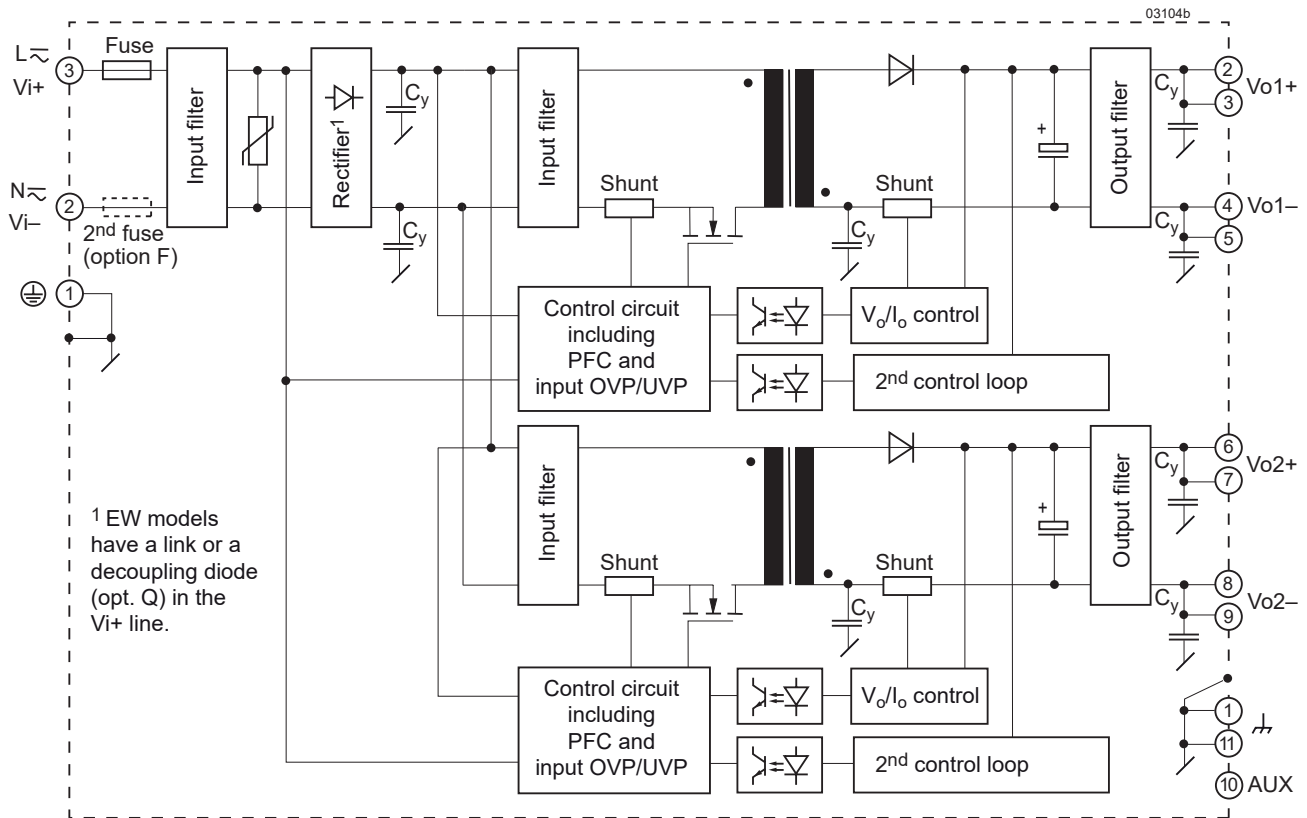 03104b
L
Fuse
3
Vi+
Input filter
Rectifier1
Cy
Input filter
Cy
2
3
Vo1+
+
Output filter
N
2
Vi–
2nd fuse
(option F)
Cy
Shunt
Shunt
Cy
Cy
4
Vo1–
5
1
Control circuit
including
PFC and
input OVP/UVP
Vo/Io control
2nd control loop
Input filter
Cy
6
Vo2+
7
+
Output filter
1 EW models
have a link or a
decoupling diode
(opt. Q) in the
Vi+ line.
Shunt
Shunt
Cy
Cy
8
Vo2–
9
Control circuit
including
PFC and
input OVP/UVP
Vo/Io control
2nd control loop
1
11
10
AUX